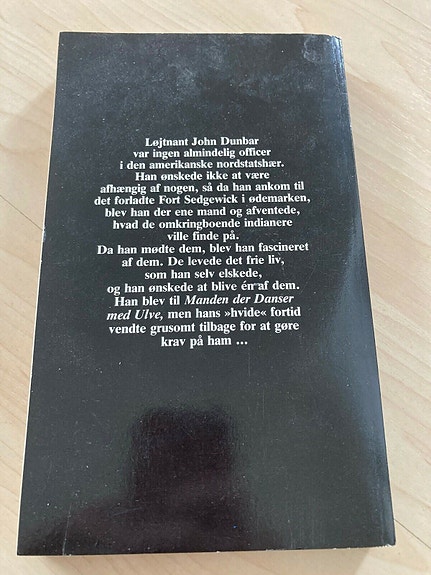 Løjtnant John Dunbar
var ingen almindelig officer
i den amerikanske nordstatshær.
Han ønskede ikke at være
afhængig af nogen, så da han ankom til
det forladte Fort Sedgewick i ødemarken,
blev han der ene mand og afventede,
hvad de omkringboende indianere
ville finde på.
Da han mødte dem, blev han fascineret
af dem. De levede det frie liv,
som han selv elskede,
og han ønskede at blive én af dem.
Han blev til Manden der Danser
med Ulve, men hans »hvide« fortid
vendte grusomt tilbage for at gøre
krav på ham ...